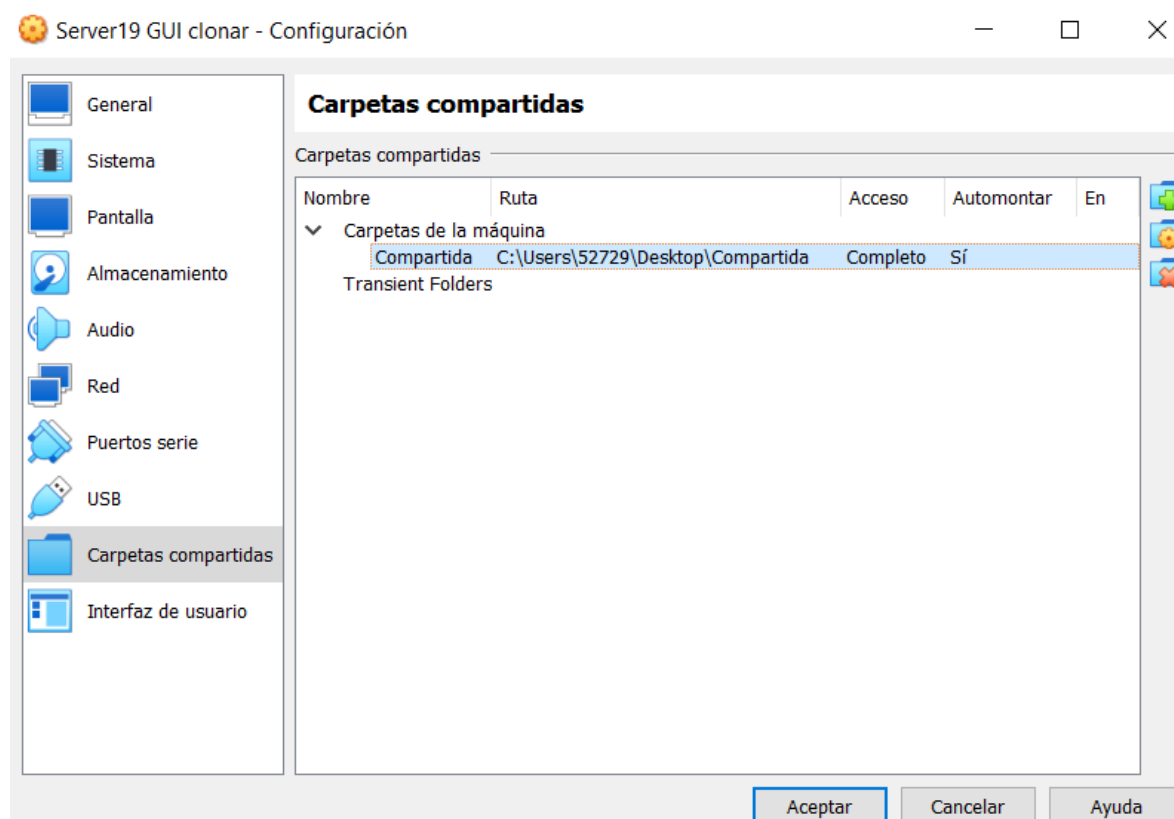 Server19 GUI clonar - Configuración
General
Sistema
Pantalla
Almacenamiento
Audio
Red
Puertos serie
USB
Carpetas compartidas
Interfaz de usuario
Carpetas compartidas
Carpetas compartidas
Nombre Ruta Acceso Automontar En
Carpetas de la máquina
Compartida C:\Users\52729\Desktop\Compartida Completo Sí
Transient Folders
Aceptar Cancelar Ayuda